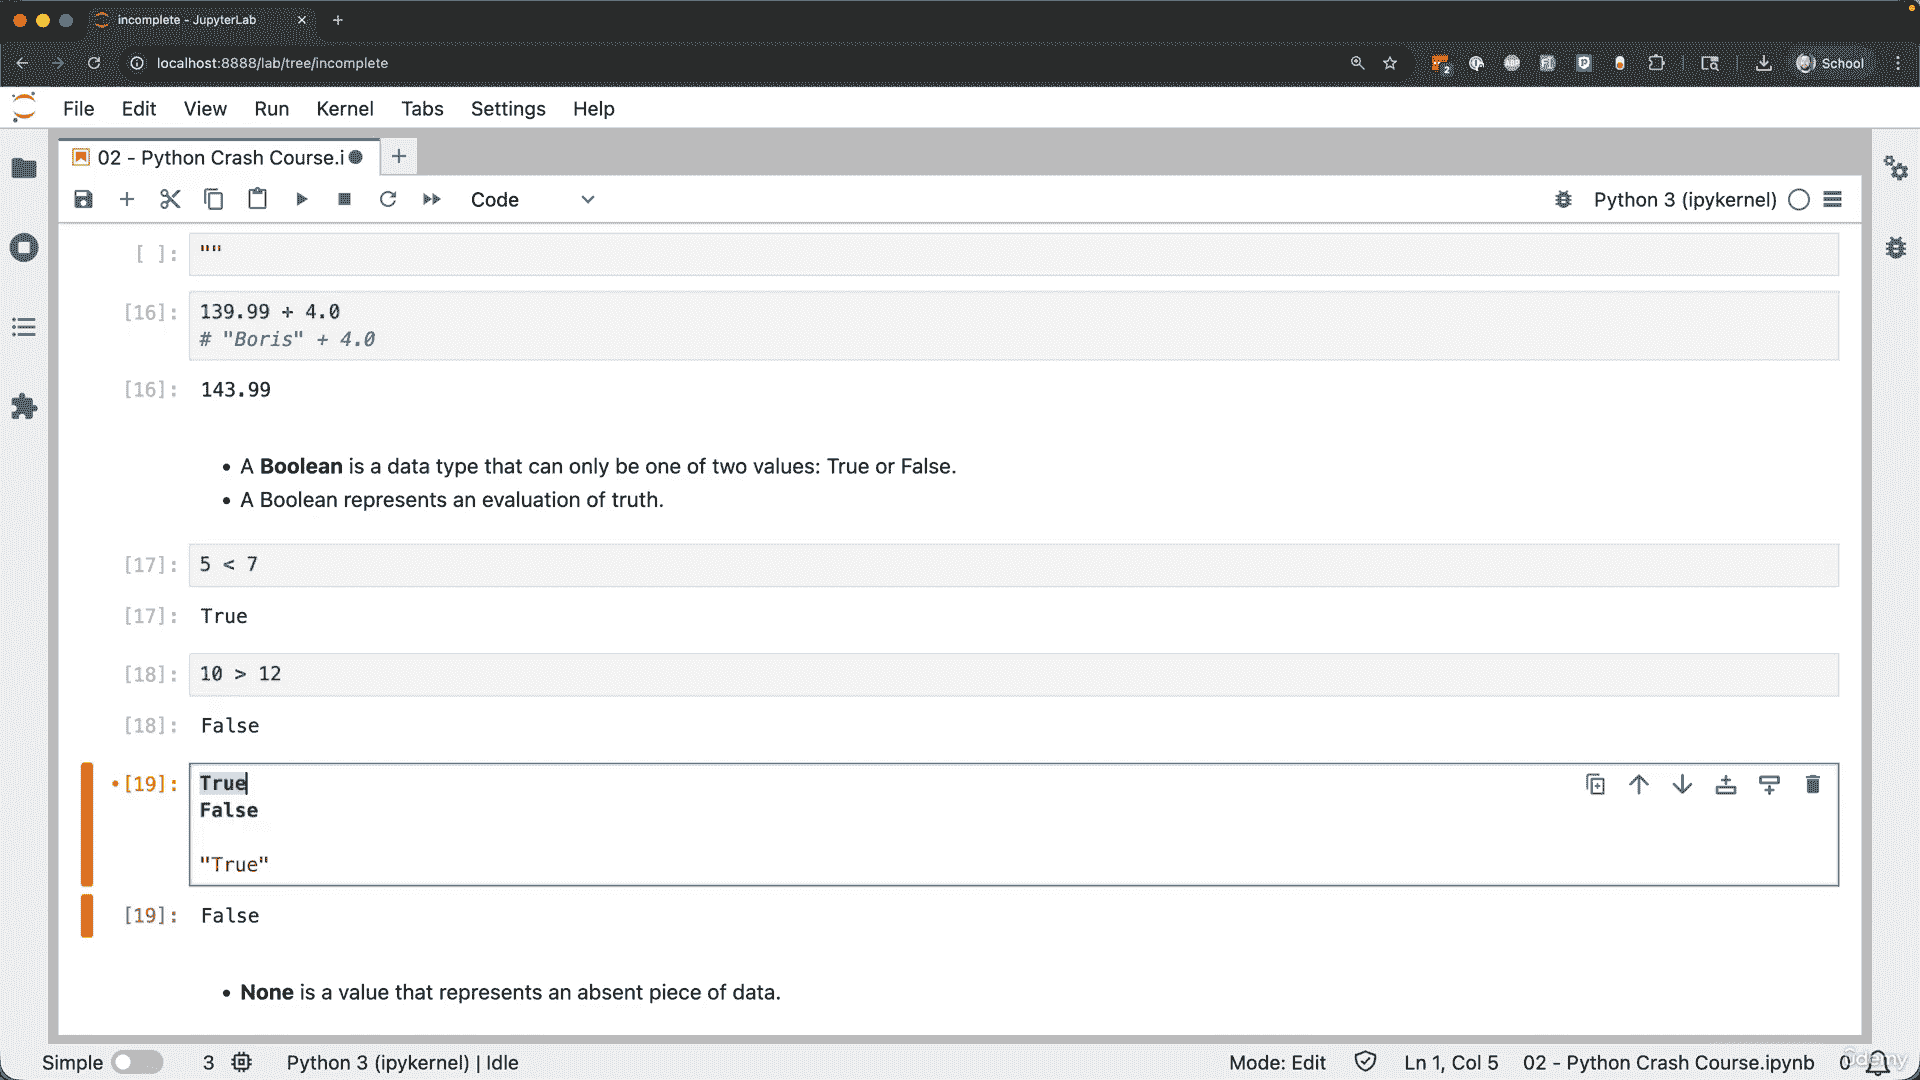 incomplete - JupyterLab
localhost:8888/lab/tree/incomplete
2
School
File Edit View Run Kernel Tabs Settings Help
02 - Python Crash Course.i
Code
Python 3 (ipykernel)
[ ]: ""
[16]: 139.99 + 4.0
# "Boris" + 4.0
[16]: 143.99
• A Boolean is a data type that can only be one of two values: True or False.
• A Boolean represents an evaluation of truth.
[17]: 5 < 7
[17]: True
[18]: 10 > 12
[18]: False
•[19]: True
False
"True"
[19]: False
• None is a value that represents an absent piece of data.
Simple 3 Python 3 (ipykernel) | Idle Mode: Edit Ln 1, Col 5 02 - Python Crash Course.ipynb 0
Udemy